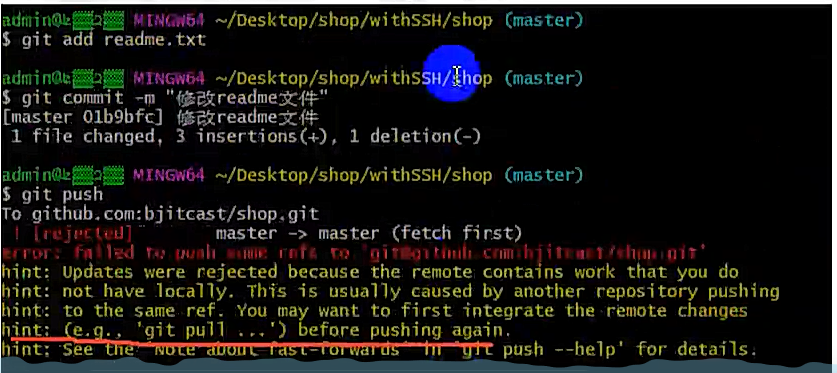 admin@ MINGW64 ~/Desktop/shop/withSSH/shop (master)
$ git add readme.txt
admin@ MINGW64 ~/Desktop/shop/withSSH/shop (master)
$ git commit -m "修改readme文件"
[master 01b9bfc] 修改readme文件
1 file changed, 3 insertions(+), 1 deletion(-)
admin@ MINGW64 ~/Desktop/shop/withSSH/shop (master)
$ git push
To github.com:bjitcast/shop.git
! [rejected] master -> master (fetch first)
error: failed to push some refs to 'git@github.com:bjitcast/shop.git'
hint: Updates were rejected because the remote contains work that you do
hint: not have locally. This is usually caused by another repository pushing
hint: to the same ref. You may want to first integrate the remote changes
hint: (e.g., 'git pull ...') before pushing again.
hint: See the 'Note about fast-forwards' in 'git push --help' for details.